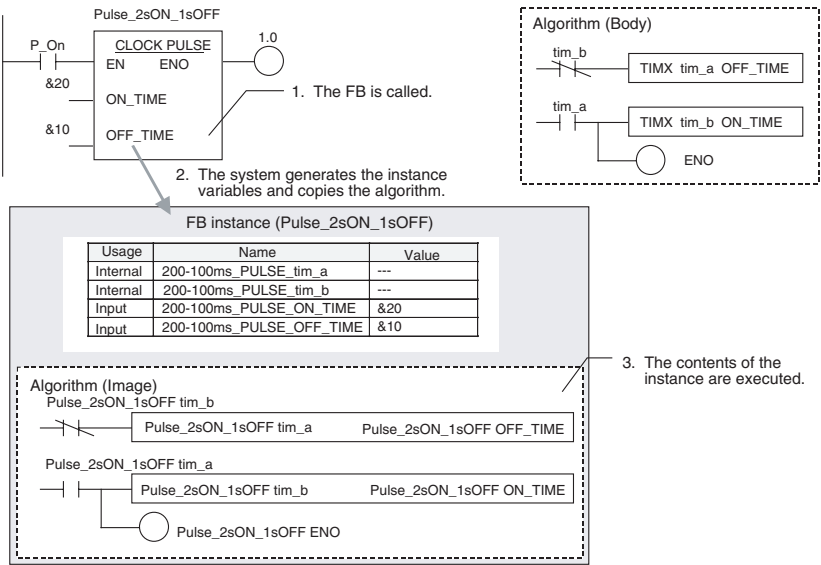 Pulse_2sON_1sOFF
P_On
CLOCK PULSE
EN ENO
1.0
&20
ON_TIME
1. The FB is called.
&10
OFF_TIME
Algorithm (Body)
tim_b
TIMX tim_a OFF_TIME
tim_a
TIMX tim_b ON_TIME
ENO
2. The system generates the instance
variables and copies the algorithm.
FB instance (Pulse_2sON_1sOFF)
Usage Name Value
Internal 200-100ms_PULSE_tim_a ---
Internal 200-100ms_PULSE_tim_b ---
Input 200-100ms_PULSE_ON_TIME &20
Input 200-100ms_PULSE_OFF_TIME &10
3. The contents of the
instance are executed.
Algorithm (Image)
Pulse_2sON_1sOFF tim_b
Pulse_2sON_1sOFF tim_a Pulse_2sON_1sOFF OFF_TIME
Pulse_2sON_1sOFF tim_a
Pulse_2sON_1sOFF tim_b Pulse_2sON_1sOFF ON_TIME
Pulse_2sON_1sOFF ENO